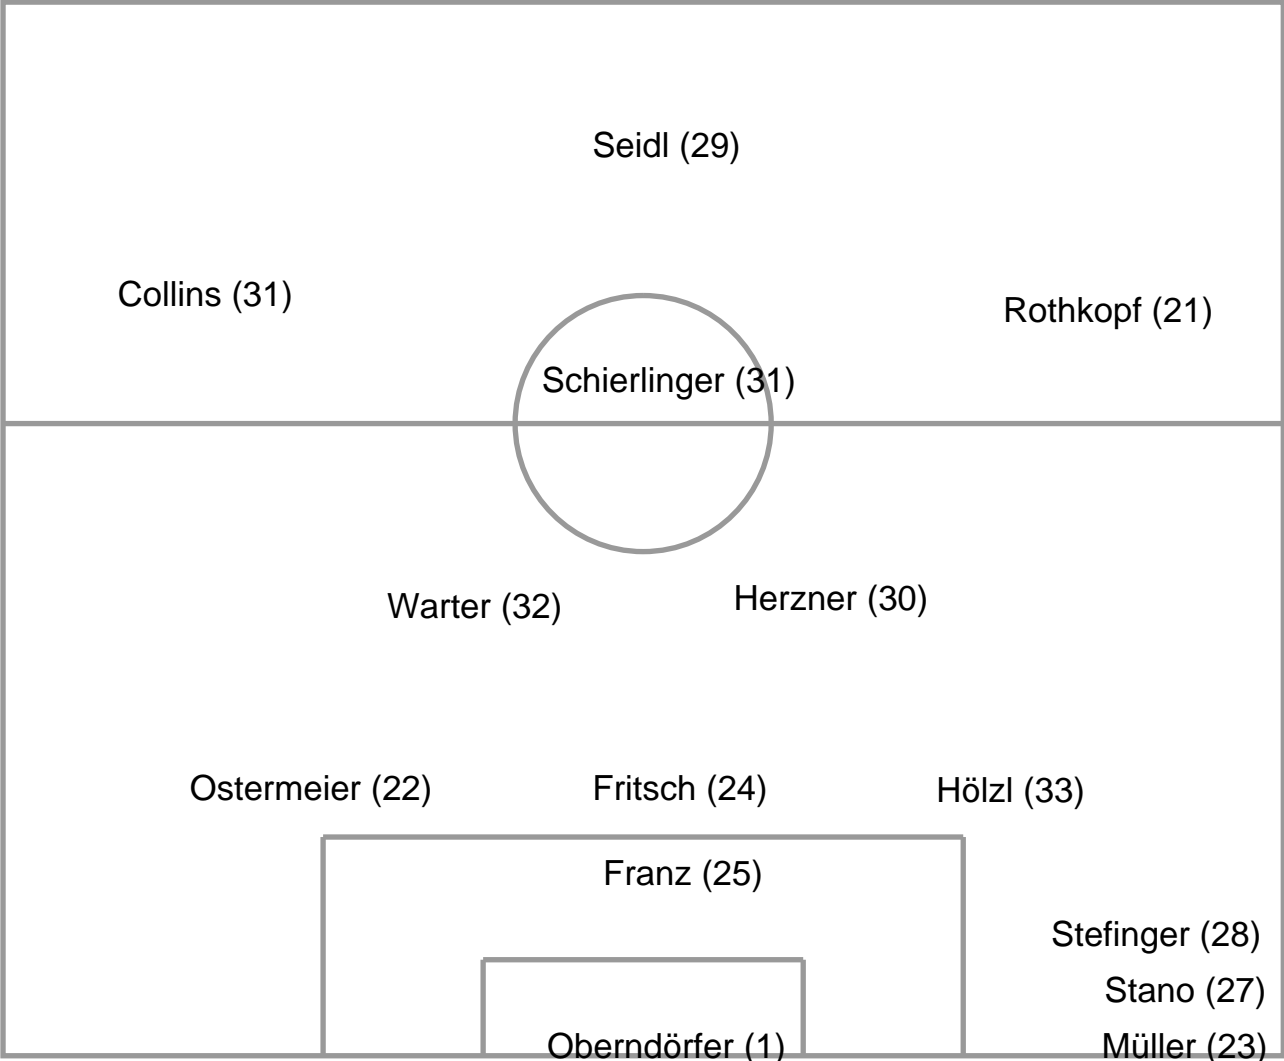 Seidl (29)
Collins (31)
Rothkopf (21)
Schierlinger (31)
Warter (32)
Herzner (30)
Ostermeier (22)
Fritsch (24)
Hölzl (33)
Franz (25)
Stefinger (28)
Stano (27)
Oberndörfer (1)
Müller (23)